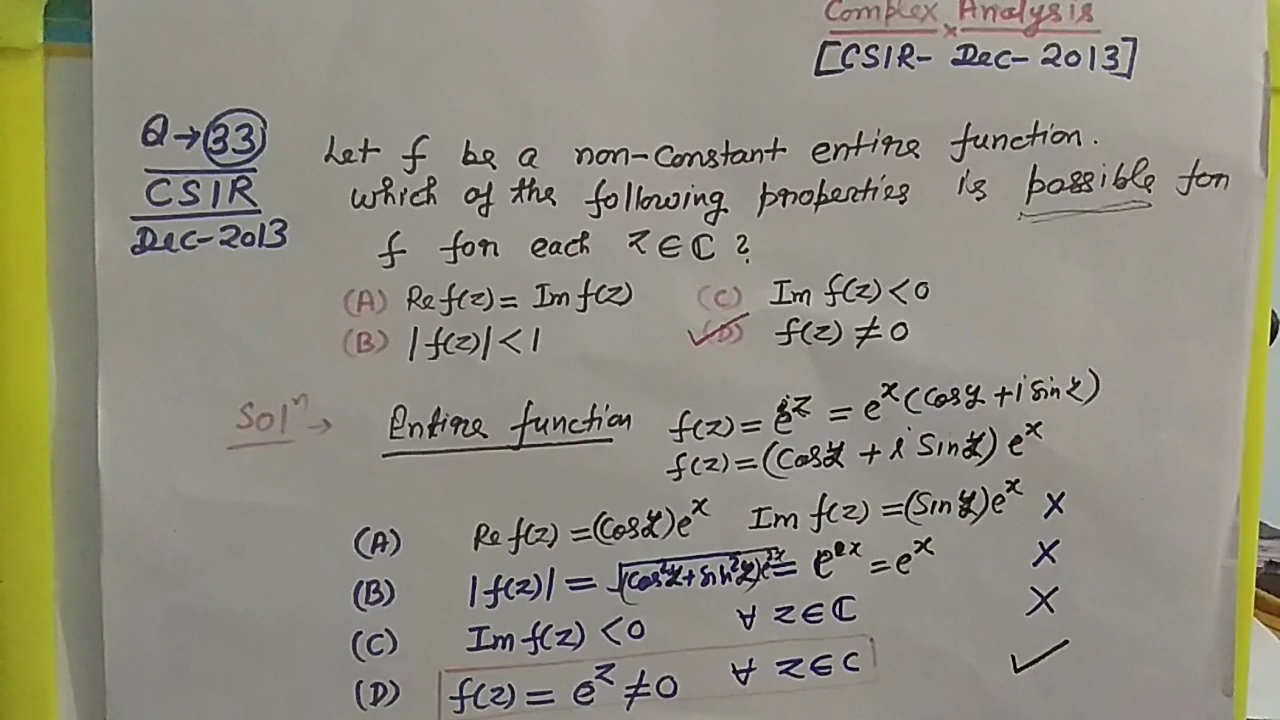 Complex Analysis
[CSIR- Dec- 2013]
Q→33
CSIR
Dec-2013
Let f be a non-constant entire function.
which of the following properties is possible for
f for each z∈ℂ ?
(A) Re f(z) = Im f(z) (C) Im f(z) < 0
(B) |f(z)| < 1 (D) f(z) ≠ 0
Solⁿ → Entire function f(z) = e^z = e^x (cosy + i sin y)
f(z) = (cos y + i Sin y) e^x
(A) Re f(z) = (cos y)e^x Im f(z) = (sin y)e^x ×
(B) |f(z)| = √(cos²y + sin²y)e^2x = e^2x = e^x ×
(C) Im f(z) < 0 ∀ z∈ℂ ×
(D) f(z) = e^z ≠ 0 ∀ z∈C ✓